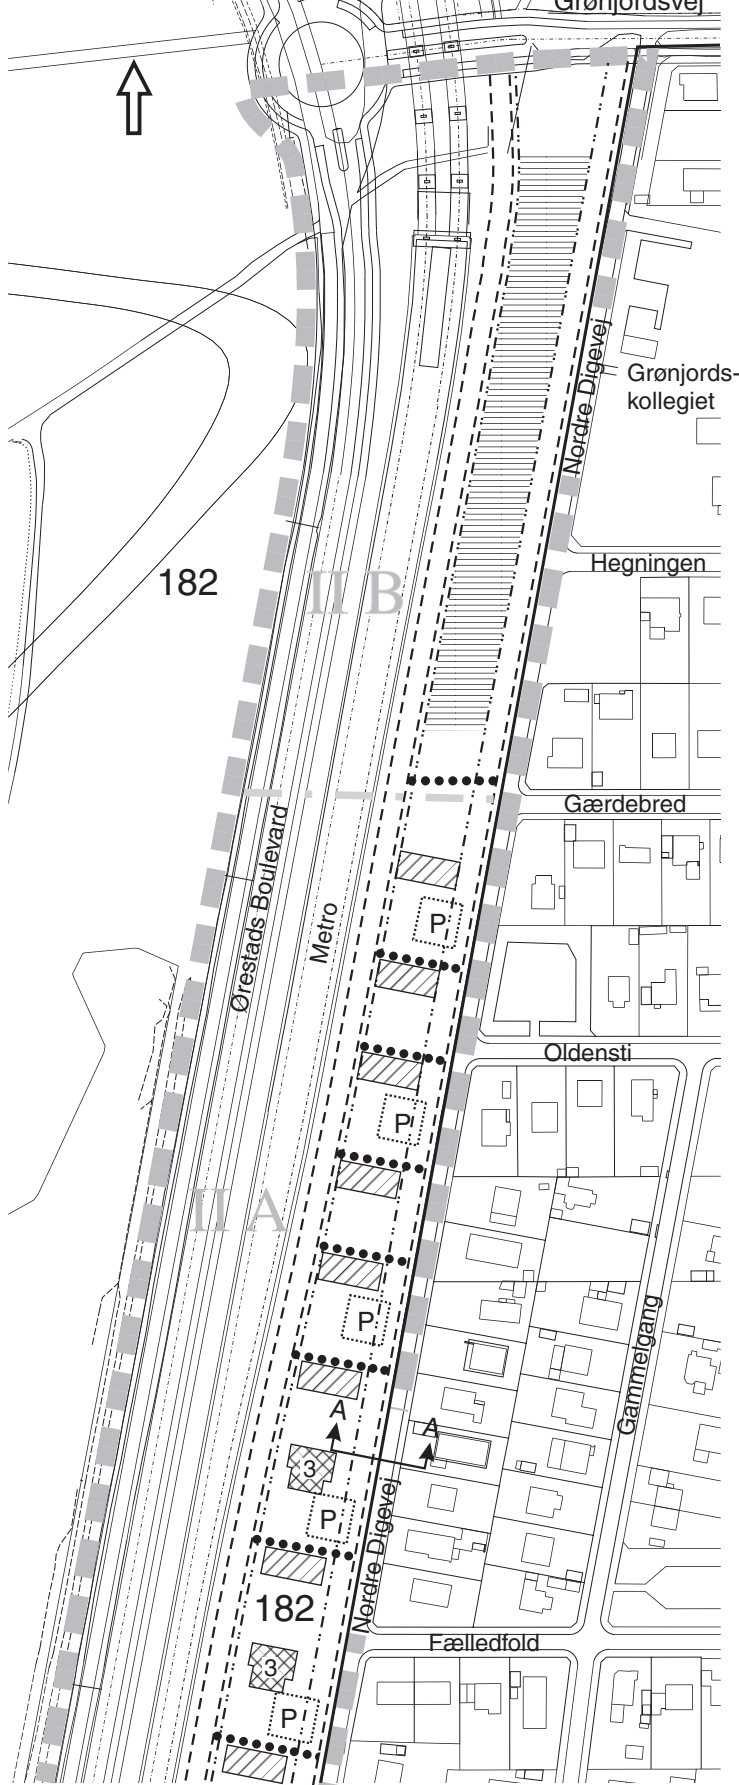 Grønjordsvej
Grønjords-
kollegiet
Nordre Digevej
Hegningen
182
II B
Gærdebred
Ørestads Boulevard
Metro
P
Oldensti
P
II A
P
Gammelgang
A
A
3
P
Nordre Digevej
182
Fælledfold
3
P